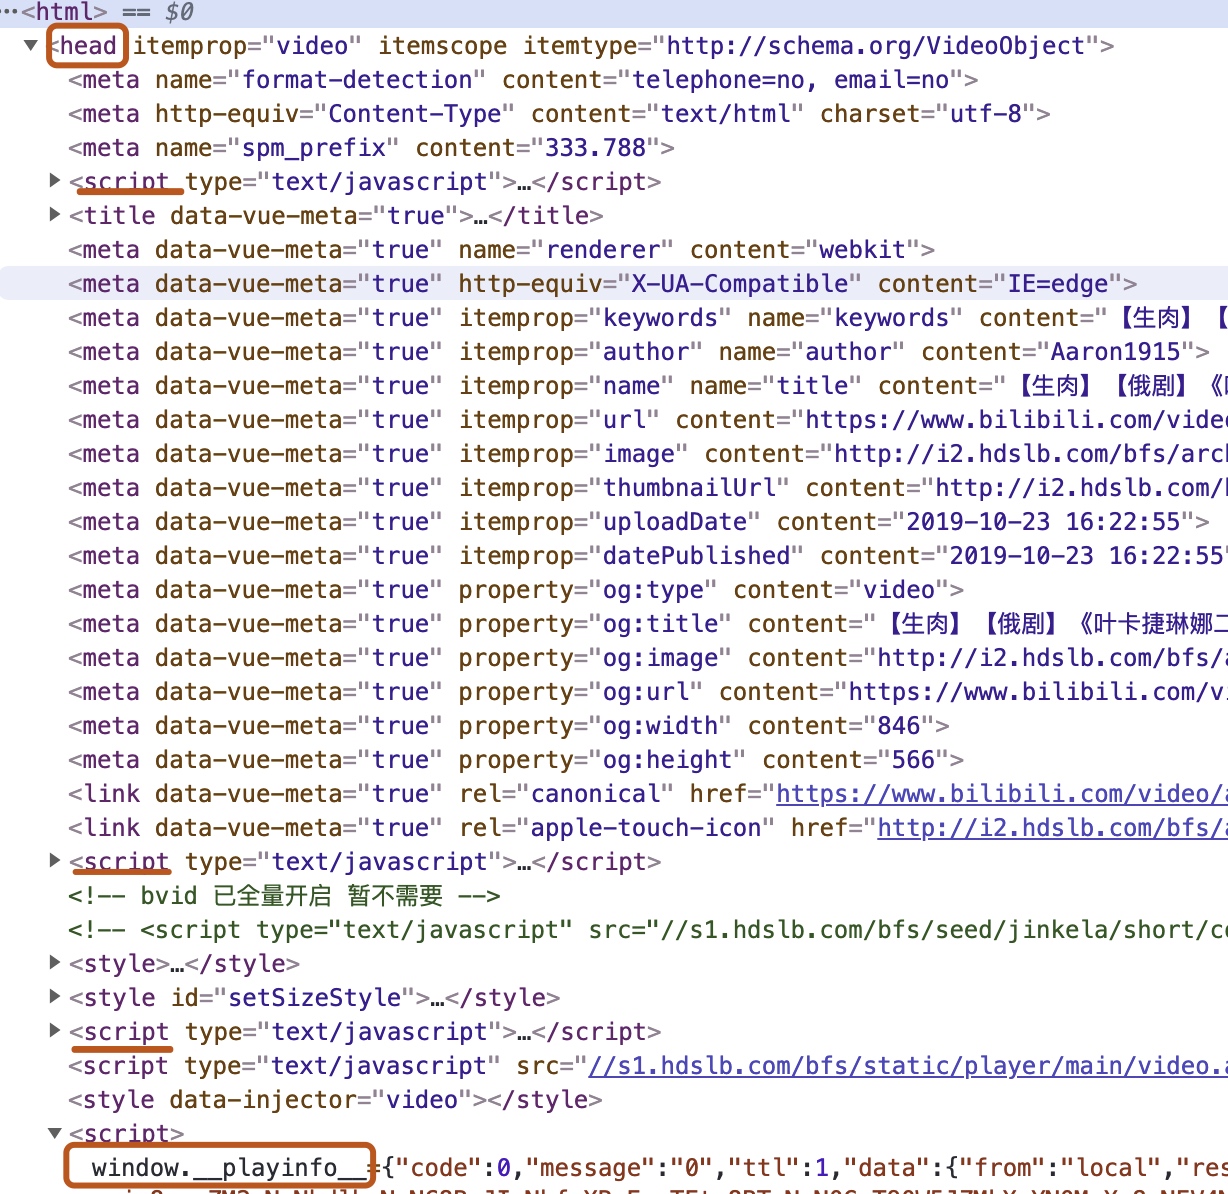 …<html> == $0
▼<head itemprop="video" itemscope itemtype="http://schema.org/VideoObject">
<meta name="format-detection" content="telephone=no, email=no">
<meta http-equiv="Content-Type" content="text/html" charset="utf-8">
<meta name="spm_prefix" content="333.788">
▶<script type="text/javascript">…</script>
▶<title data-vue-meta="true">…</title>
<meta data-vue-meta="true" name="renderer" content="webkit">
<meta data-vue-meta="true" http-equiv="X-UA-Compatible" content="IE=edge">
<meta data-vue-meta="true" itemprop="keywords" name="keywords" content="【生肉】【
<meta data-vue-meta="true" itemprop="author" name="author" content="Aaron1915">
<meta data-vue-meta="true" itemprop="name" name="title" content="【生肉】【俄剧】《
<meta data-vue-meta="true" itemprop="url" content="https://www.bilibili.com/video
<meta data-vue-meta="true" itemprop="image" content="http://i2.hdslb.com/bfs/arc
<meta data-vue-meta="true" itemprop="thumbnailUrl" content="http://i2.hdslb.com/
<meta data-vue-meta="true" itemprop="uploadDate" content="2019-10-23 16:22:55">
<meta data-vue-meta="true" itemprop="datePublished" content="2019-10-23 16:22:55"
<meta data-vue-meta="true" property="og:type" content="video">
<meta data-vue-meta="true" property="og:title" content="【生肉】【俄剧】《叶卡捷琳娜二
<meta data-vue-meta="true" property="og:image" content="http://i2.hdslb.com/bfs/
<meta data-vue-meta="true" property="og:url" content="https://www.bilibili.com/v
<meta data-vue-meta="true" property="og:width" content="846">
<meta data-vue-meta="true" property="og:height" content="566">
<link data-vue-meta="true" rel="canonical" href="https://www.bilibili.com/video/
<link data-vue-meta="true" rel="apple-touch-icon" href="http://i2.hdslb.com/bfs/
▶<script type="text/javascript">…</script>
<!-- bvid 已全量开启 暂不需要 -->
<!-- <script type="text/javascript" src="//s1.hdslb.com/bfs/seed/jinkela/short/c
▶<style>…</style>
▶<style id="setSizeStyle">…</style>
▶<script type="text/javascript">…</script>
<script type="text/javascript" src="//s1.hdslb.com/bfs/static/player/main/video.
<style data-injector="video"></style>
▼<script>
window.__playinfo__={"code":0,"message":"0","ttl":1,"data":{"from":"local","res